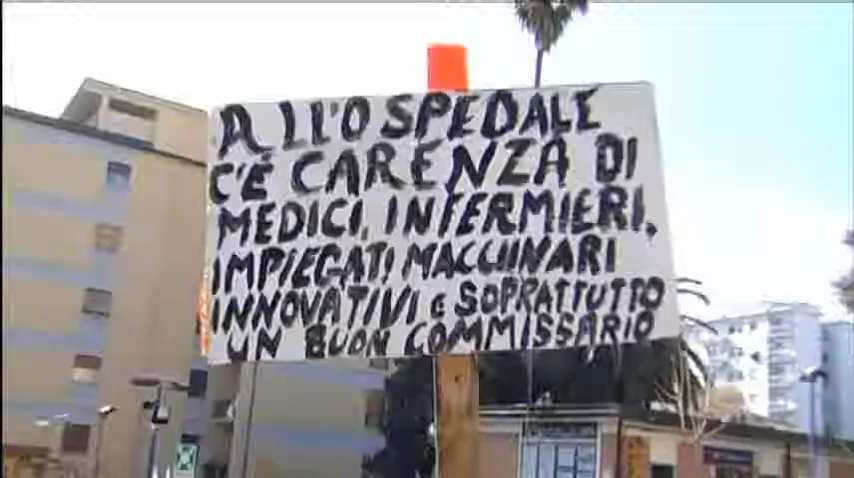 ALL'OSPEDALE
C'È CARENZA DI
MEDICI, INFERMIERI,
IMPIEGATI MACCHINARI
INNOVATIVI E SOPRATTUTTO
UN BUON COMMISSARIO